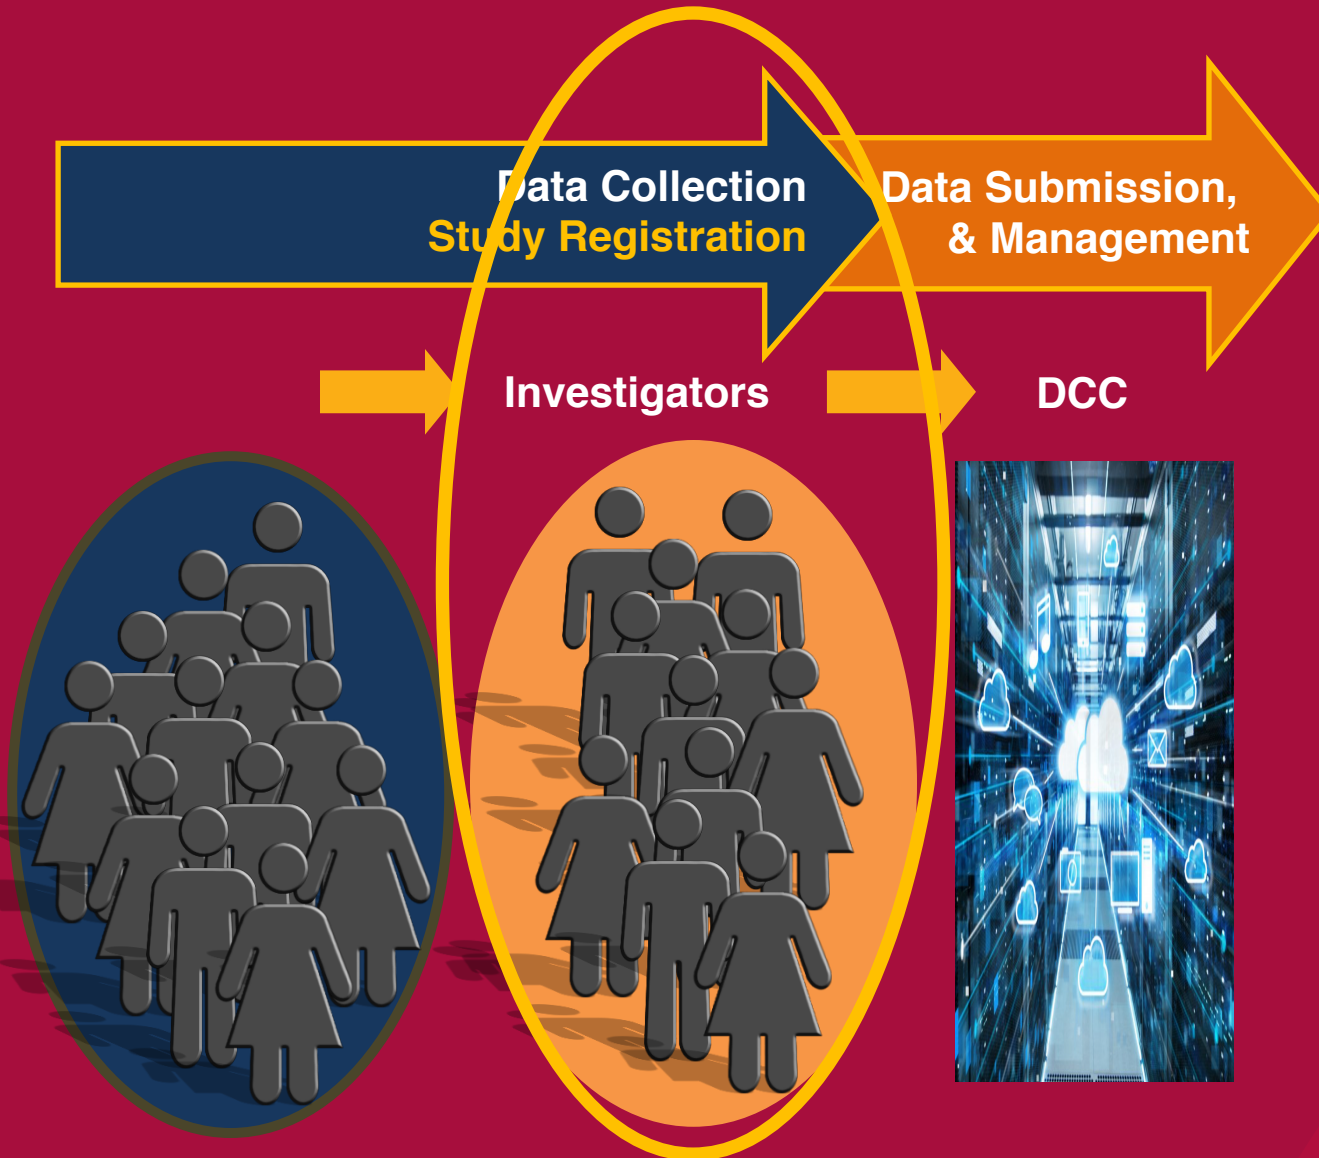 Data Collection
Study Registration
Data Submission,
& Management
Investigators
DCC